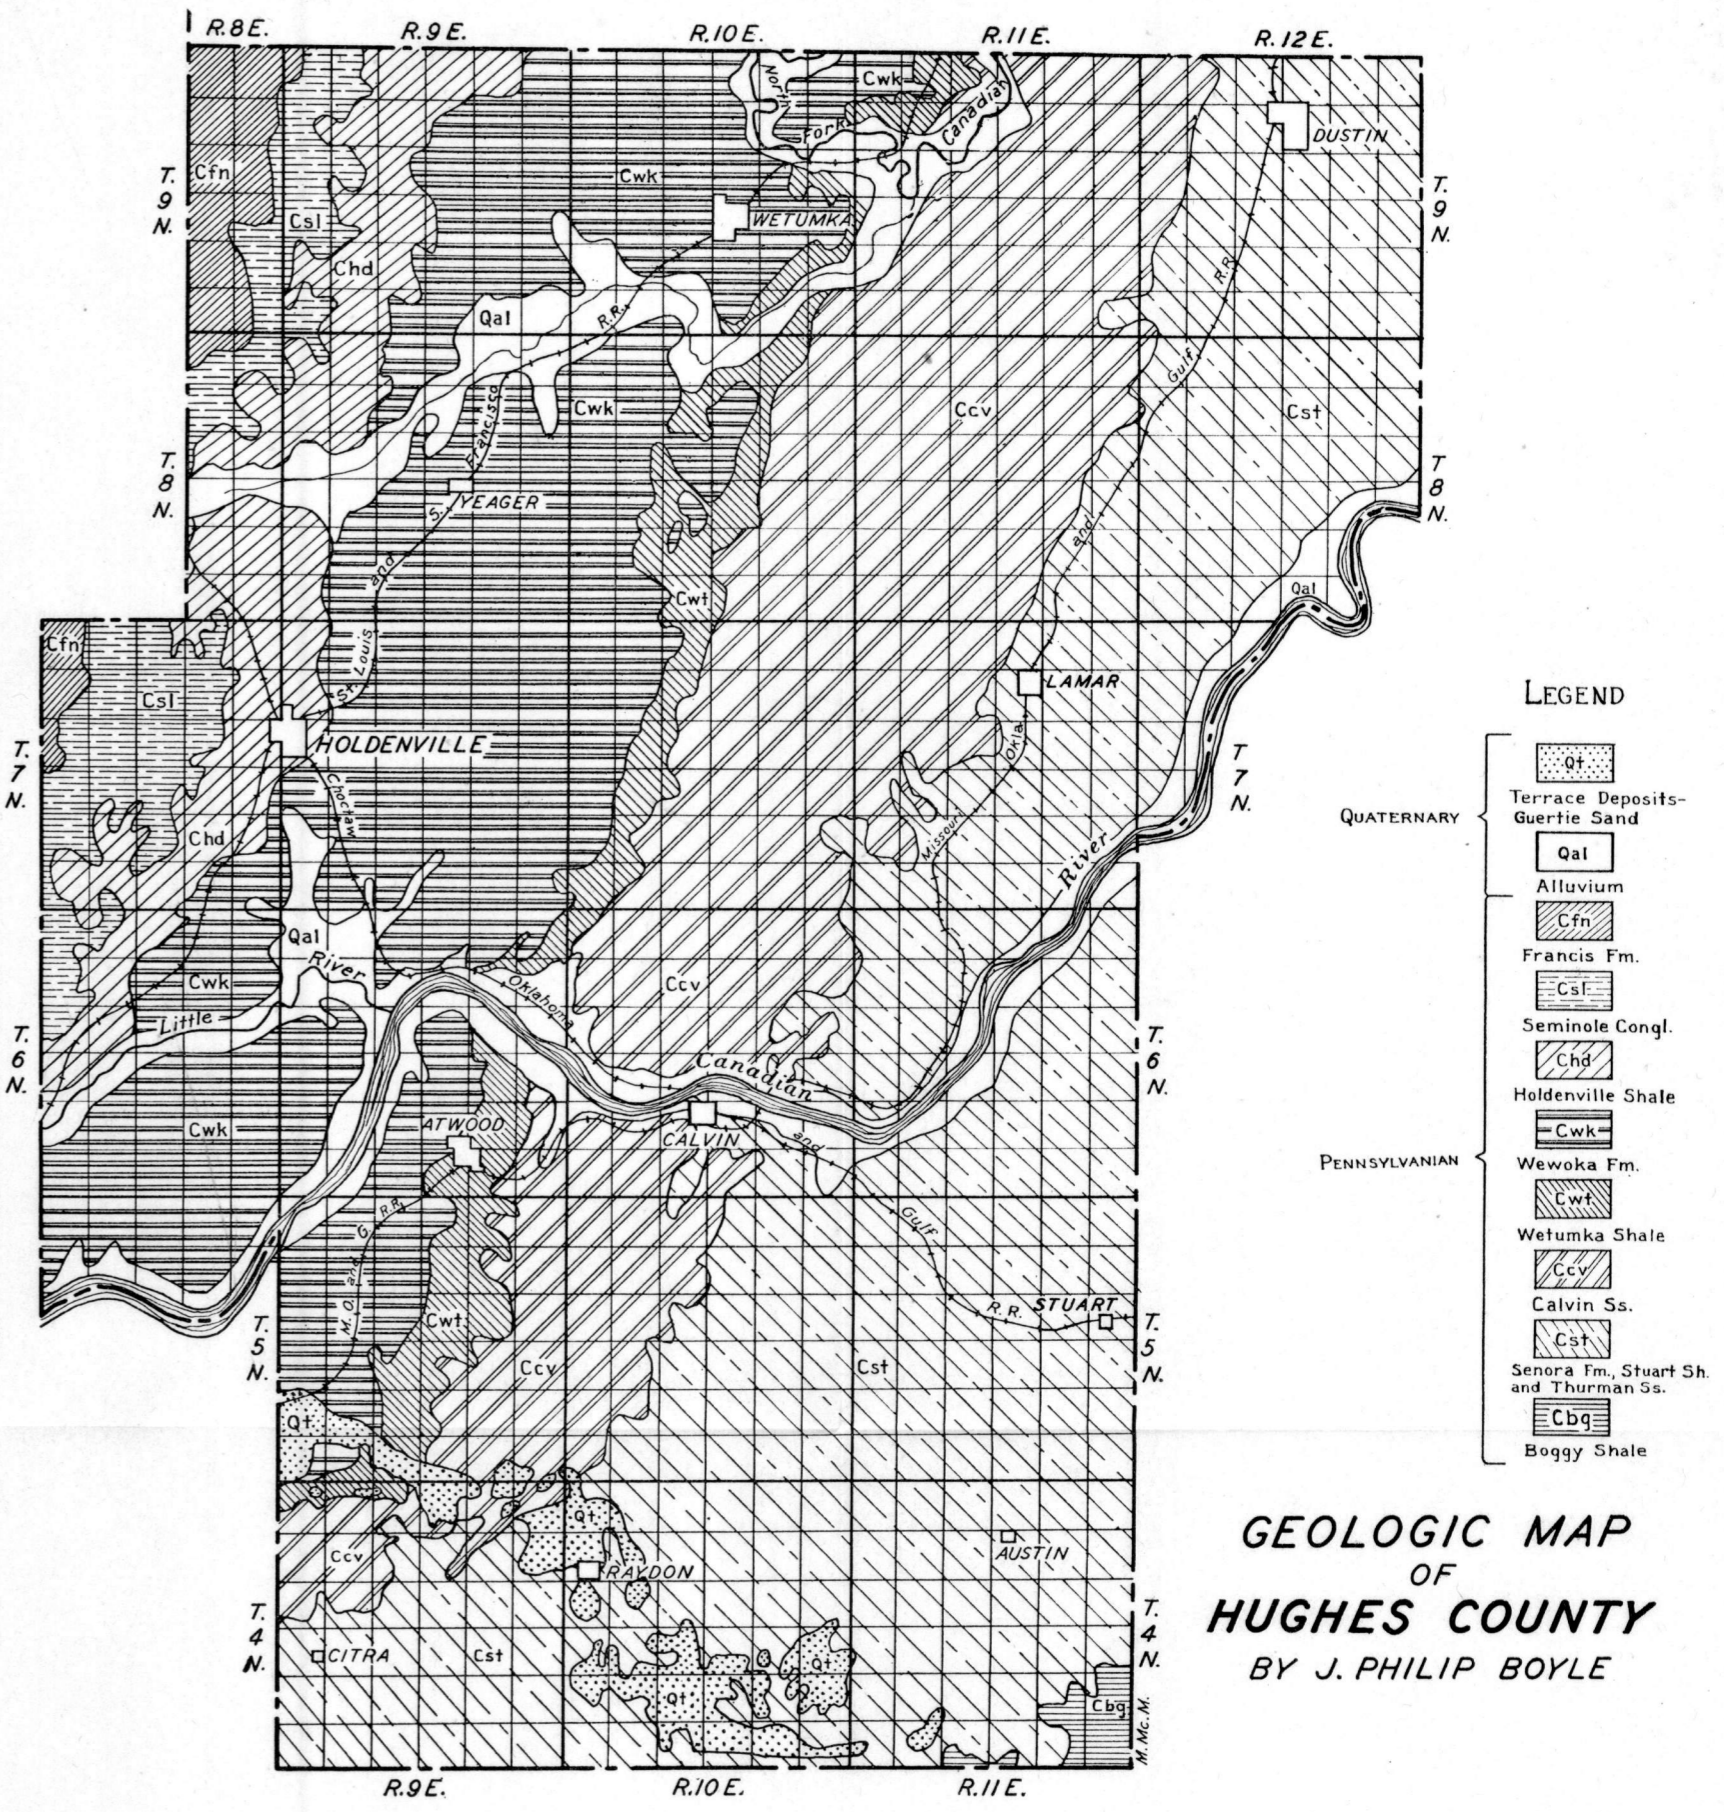 R.8E.
R.9E.
R.10E.
R.11E.
R.12E.
North
Fork
Canadian
Cwk
DUSTIN
T.
9
N.
Cfn
Csl
Chd
Cwk
WETUMKA
T.
9
N.
Qal
R.R.
R.R.
Gulf
Francisco
Cwk
Ccv
Cst
T.
8
N.
YEAGER
S.
and
and
T
8
N.
Cwt
Qal
Cfn
Csl
St. Louis
LAMAR
Okla.
HOLDENVILLE
Choctaw
T.
7
N.
T
7
N.
Chd
Missouri
River
Qal
River
Cwk
Little
Oklahoma
Ccv
Canadian
T.
6
N.
T.
6
N.
Cwk
ATWOOD
CALVIN
and
G. R.R.
Gulf
M.O. and
R.R.
STUART
T.
5
N.
Cwt
Ccv
Cst
T.
5
N.
Qt
Qt
Ccv
RAYDON
AUSTIN
T.
4
N.
CITRA
Cst
Qt
Qt
Cbg
T.
4
N.
M. Mc. M.
R.9E.
R.10E.
R.11E.
LEGEND
QUATERNARY
Qt
Terrace Deposits-
Guertie Sand
Qal
Alluvium
PENNSYLVANIAN
Cfn
Francis Fm.
Csl
Seminole Congl.
Chd
Holdenville Shale
Cwk
Wewoka Fm.
Cwt
Wetumka Shale
Ccv
Calvin Ss.
Cst
Senora Fm., Stuart Sh.
and Thurman Ss.
Cbg
Boggy Shale
GEOLOGIC MAP
OF
HUGHES COUNTY
BY J. PHILIP BOYLE